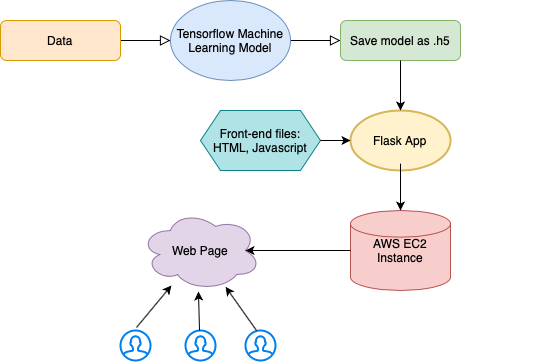 Data
Tensorflow Machine
Learning Model
Save model as .h5
Front-end files:
HTML, Javascript
Flask App
AWS EC2
Instance
Web Page